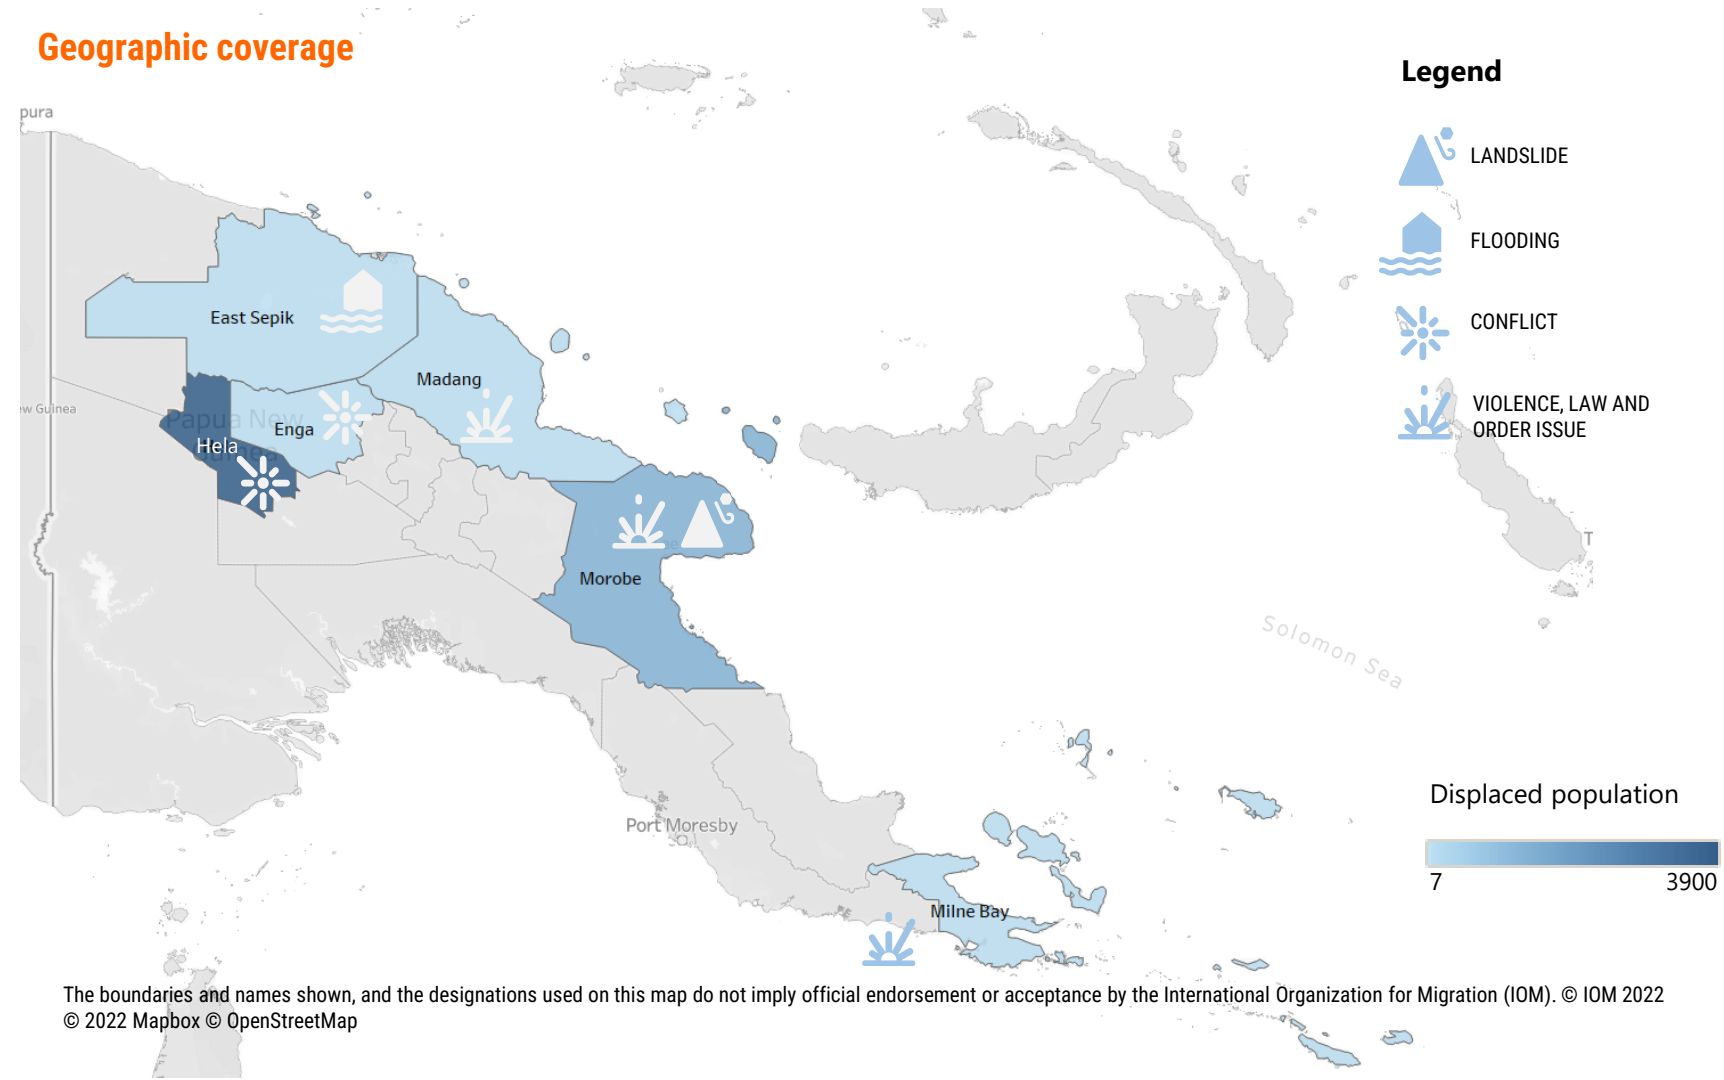 Geographic coverage
Legend
pura
LANDSLIDE
FLOODING
East Sepik
CONFLICT
Madang
ew Guinea
Papua New
Guinea
Enga
Hela
VIOLENCE, LAW AND
ORDER ISSUE
T
Morobe
Solomon Sea
Port Moresby
Milne Bay
Displaced population
7
3900
The boundaries and names shown, and the designations used on this map do not imply official endorsement or acceptance by the International Organization for Migration (IOM). © IOM 2022
© 2022 Mapbox © OpenStreetMap